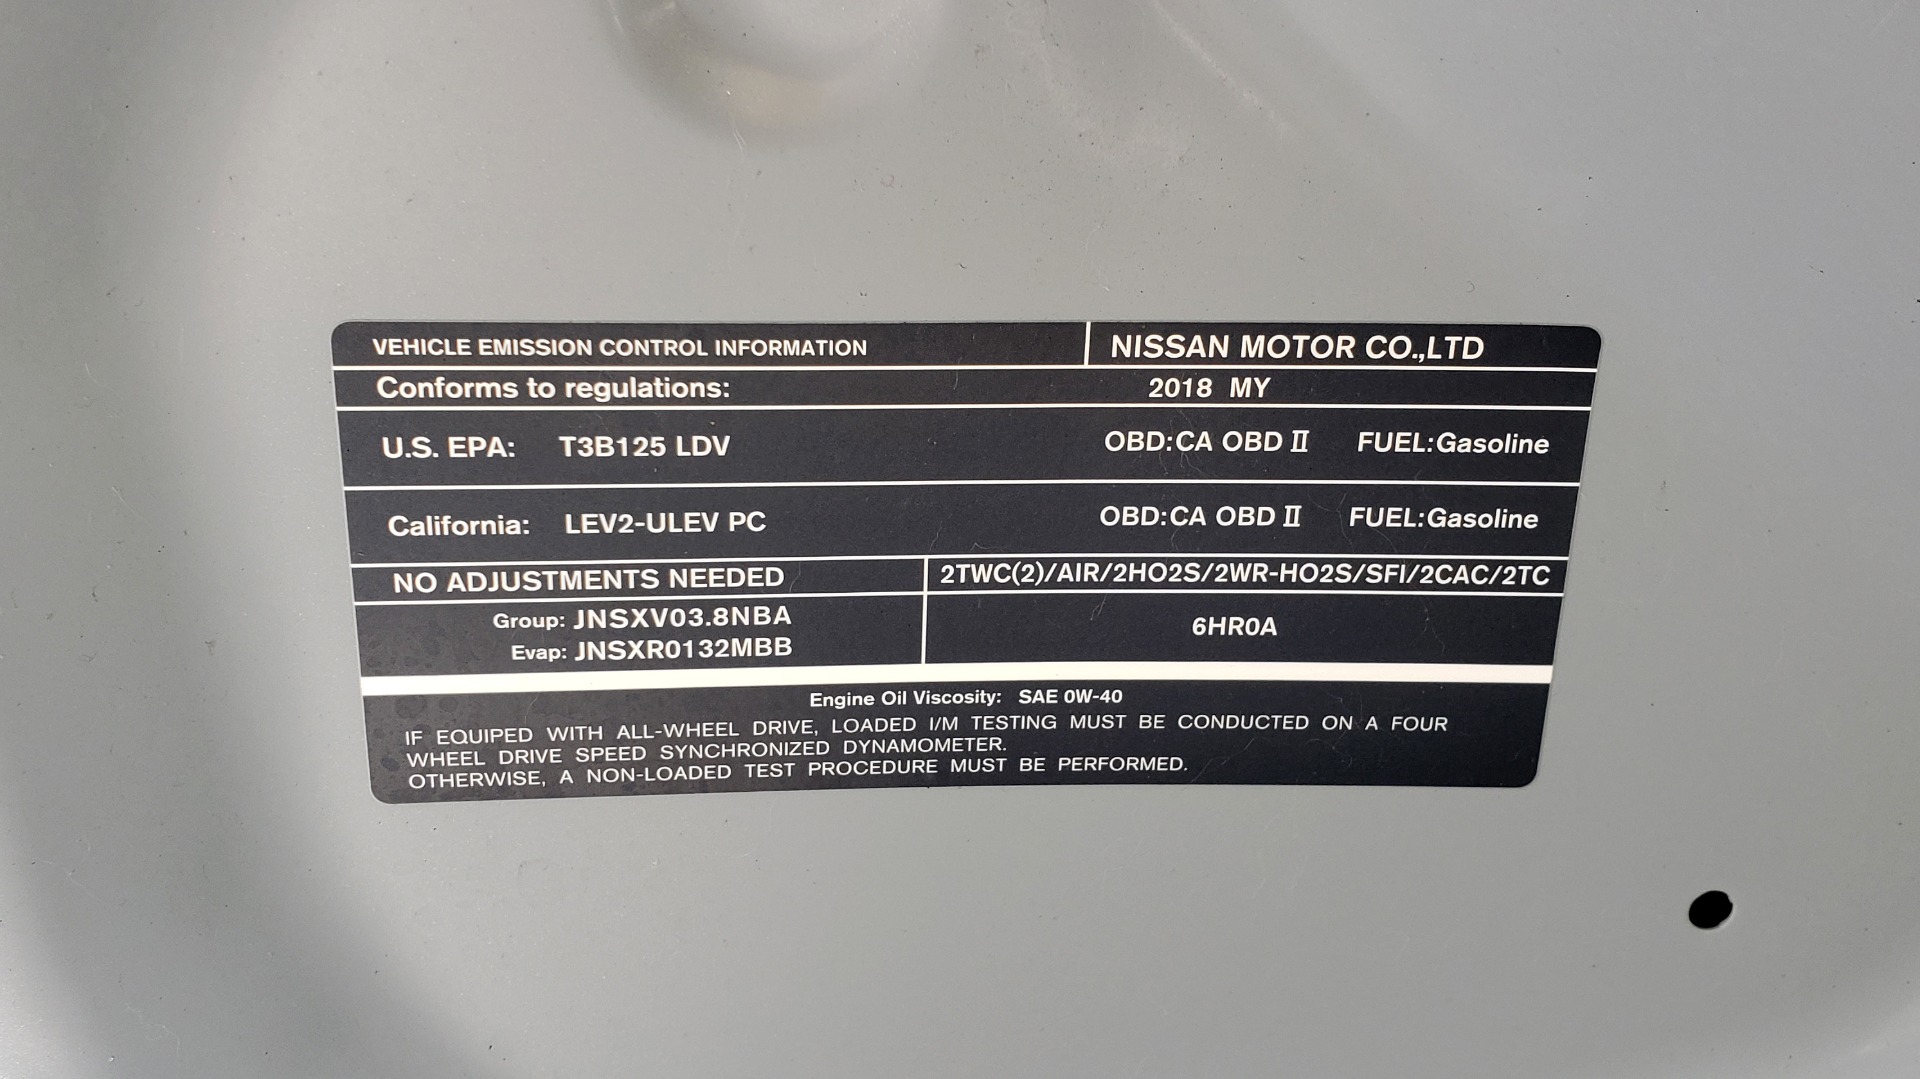 VEHICLE EMISSION CONTROL INFORMATION NISSAN MOTOR CO.,LTD
Conforms to regulations: 2018 MY
U.S. EPA: T3B125 LDV OBD:CA OBD II FUEL:Gasoline
California: LEV2-ULEV PC OBD:CA OBD II FUEL:Gasoline
NO ADJUSTMENTS NEEDED 2TWC(2)/AIR/2HO2S/2WR-HO2S/SFI/2CAC/2TC
Group: JNSXV03.8NBA
Evap: JNSXR0132MBB
6HR0A
Engine Oil Viscosity: SAE 0W-40
IF EQUIPED WITH ALL-WHEEL DRIVE, LOADED I/M TESTING MUST BE CONDUCTED ON A FOUR
WHEEL DRIVE SPEED SYNCHRONIZED DYNAMOMETER.
OTHERWISE, A NON-LOADED TEST PROCEDURE MUST BE PERFORMED.